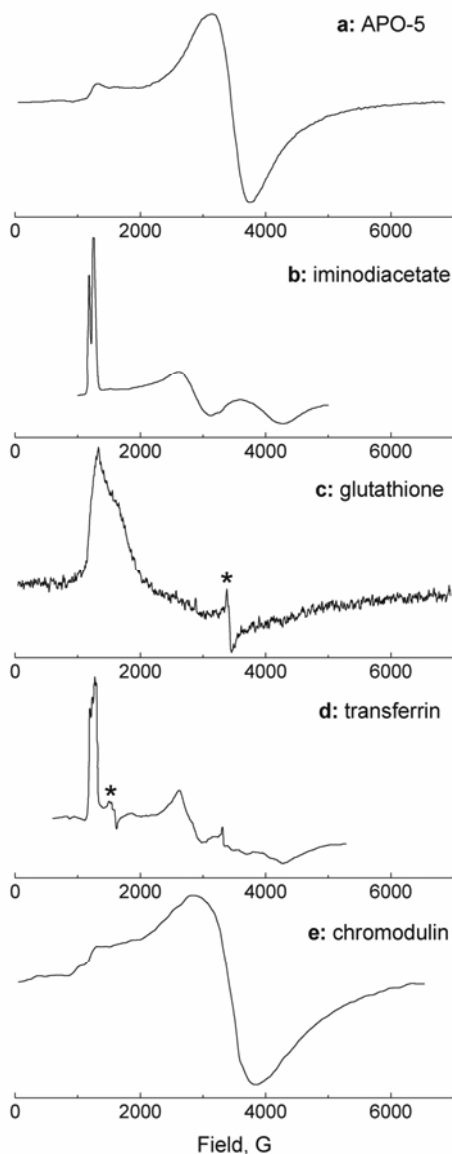 a: APO-5
0 2000 4000 6000
b: iminodiacetate
0 2000 4000 6000
c: glutathione
*
0 2000 4000 6000
d: transferrin
*
0 2000 4000 6000
e: chromodulin
0 2000 4000 6000
Field, G